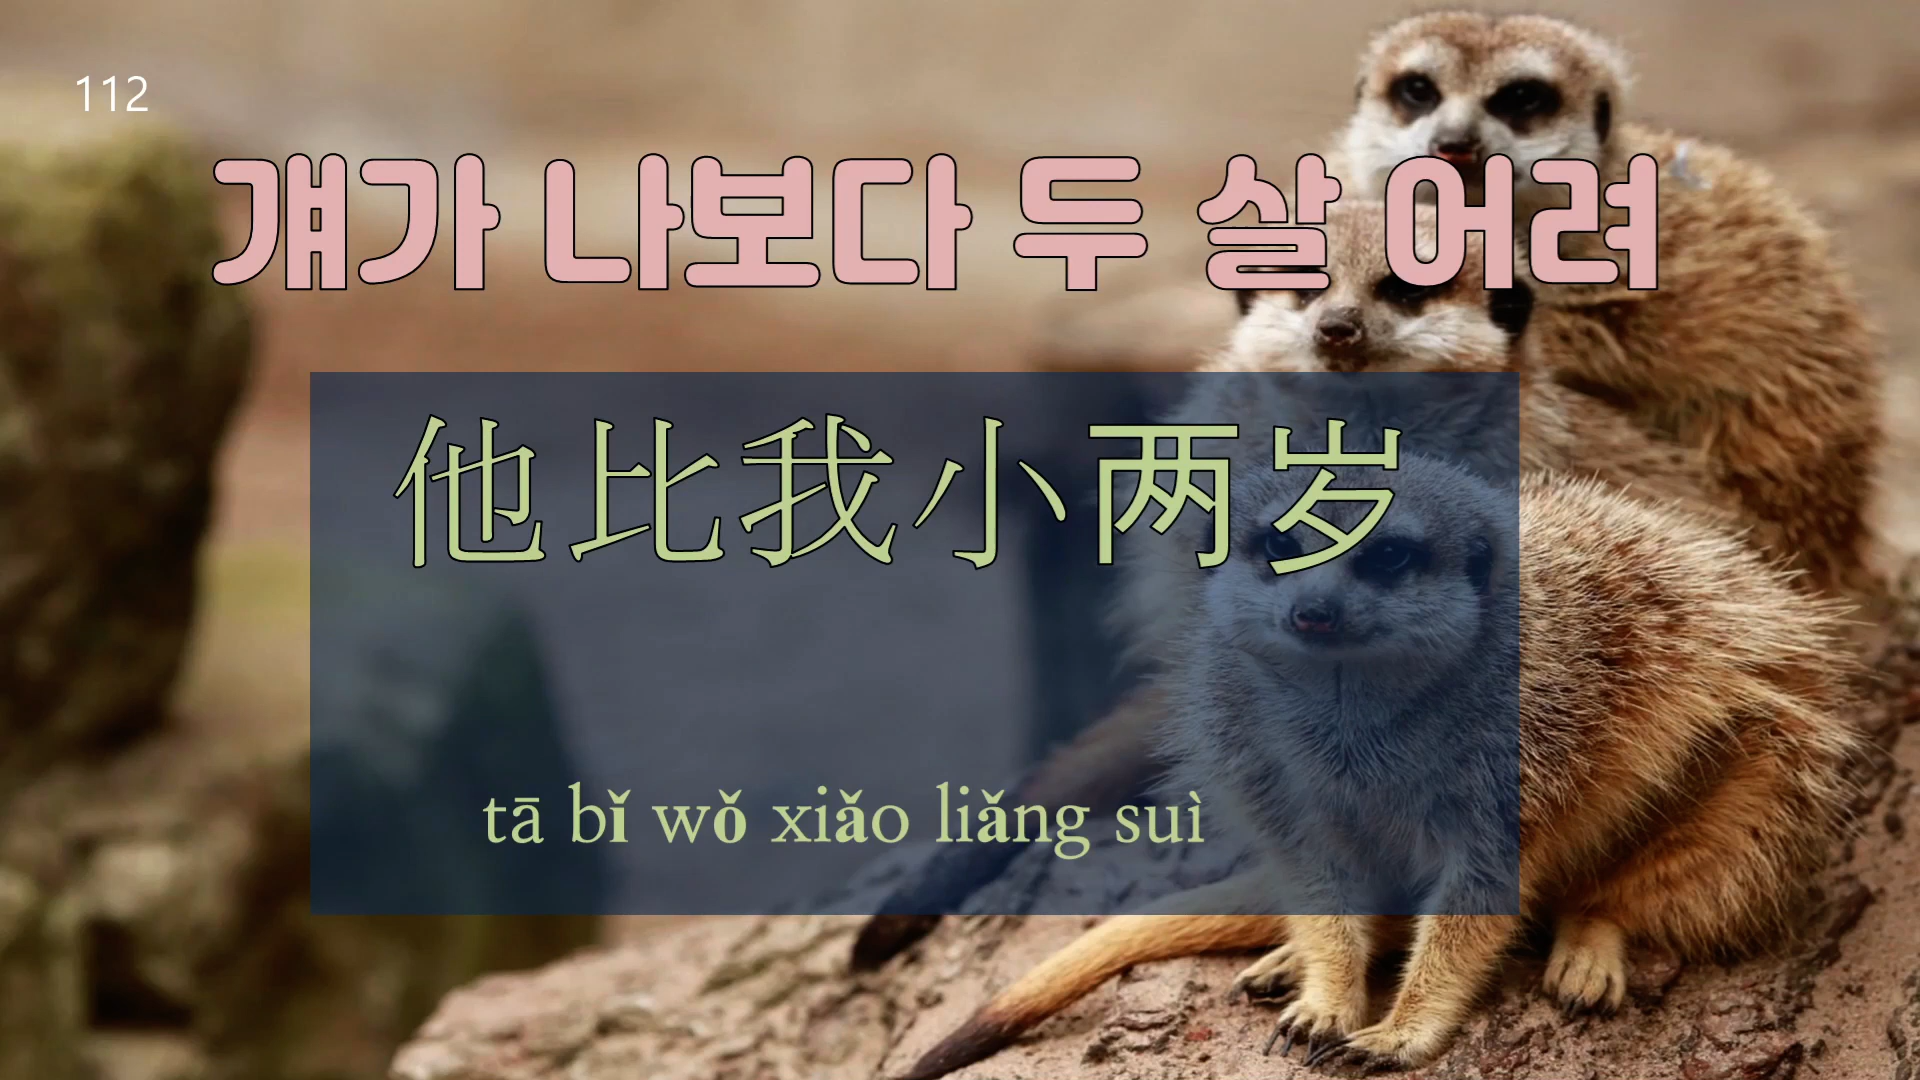 112
걔가 나보다 두 살 어려
他比我小两岁
tā bǐ wǒ xiǎo liǎng suì